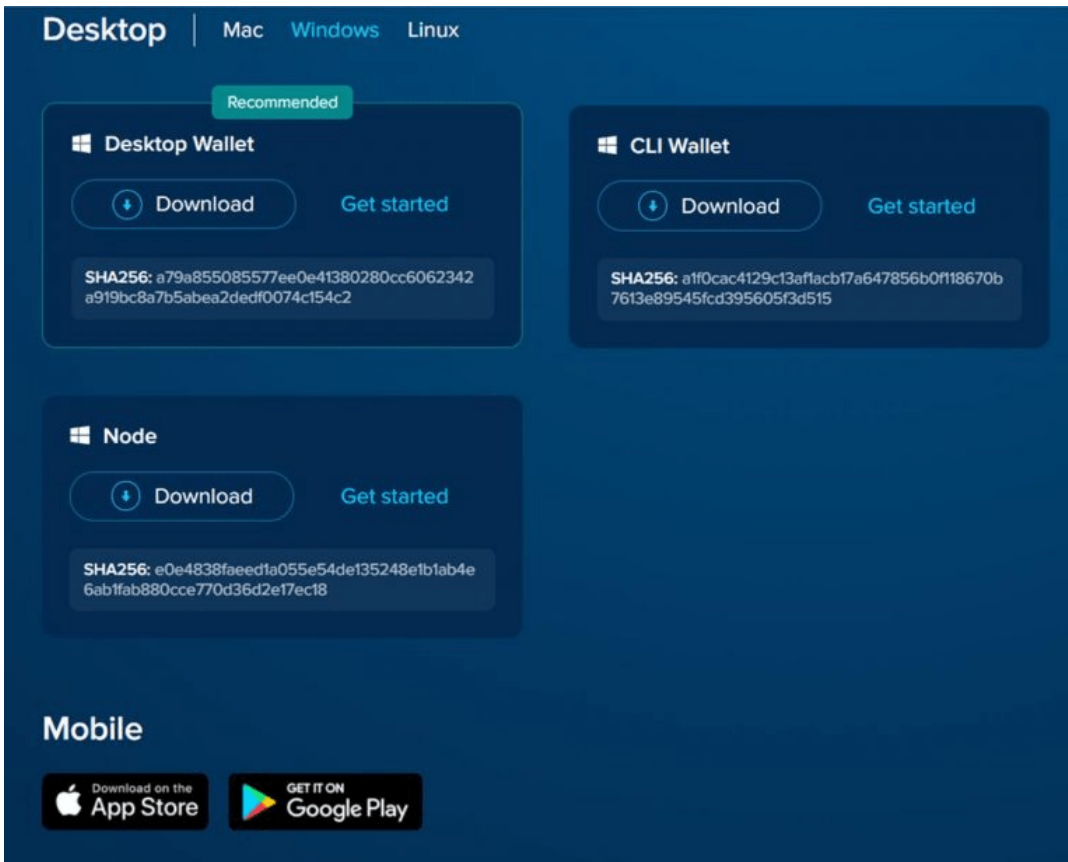 Desktop | Mac Windows Linux
Recommended
Desktop Wallet
Download Get started
SHA256: a79a855085577ee0e41380280cc6062342
a919bc8a7b5abea2dedf0074c154c2
CLI Wallet
Download Get started
SHA256: a1f0cac4129c13af1acb17a647856b0f118670b
7613e89545fcd395605f3d515
Node
Download Get started
SHA256: e0e4838faeed1a055e54de135248e1b1ab4e
6ab1fab880cce770d36d2e17ec18
Mobile
Download on the
App Store
GET IT ON
Google Play